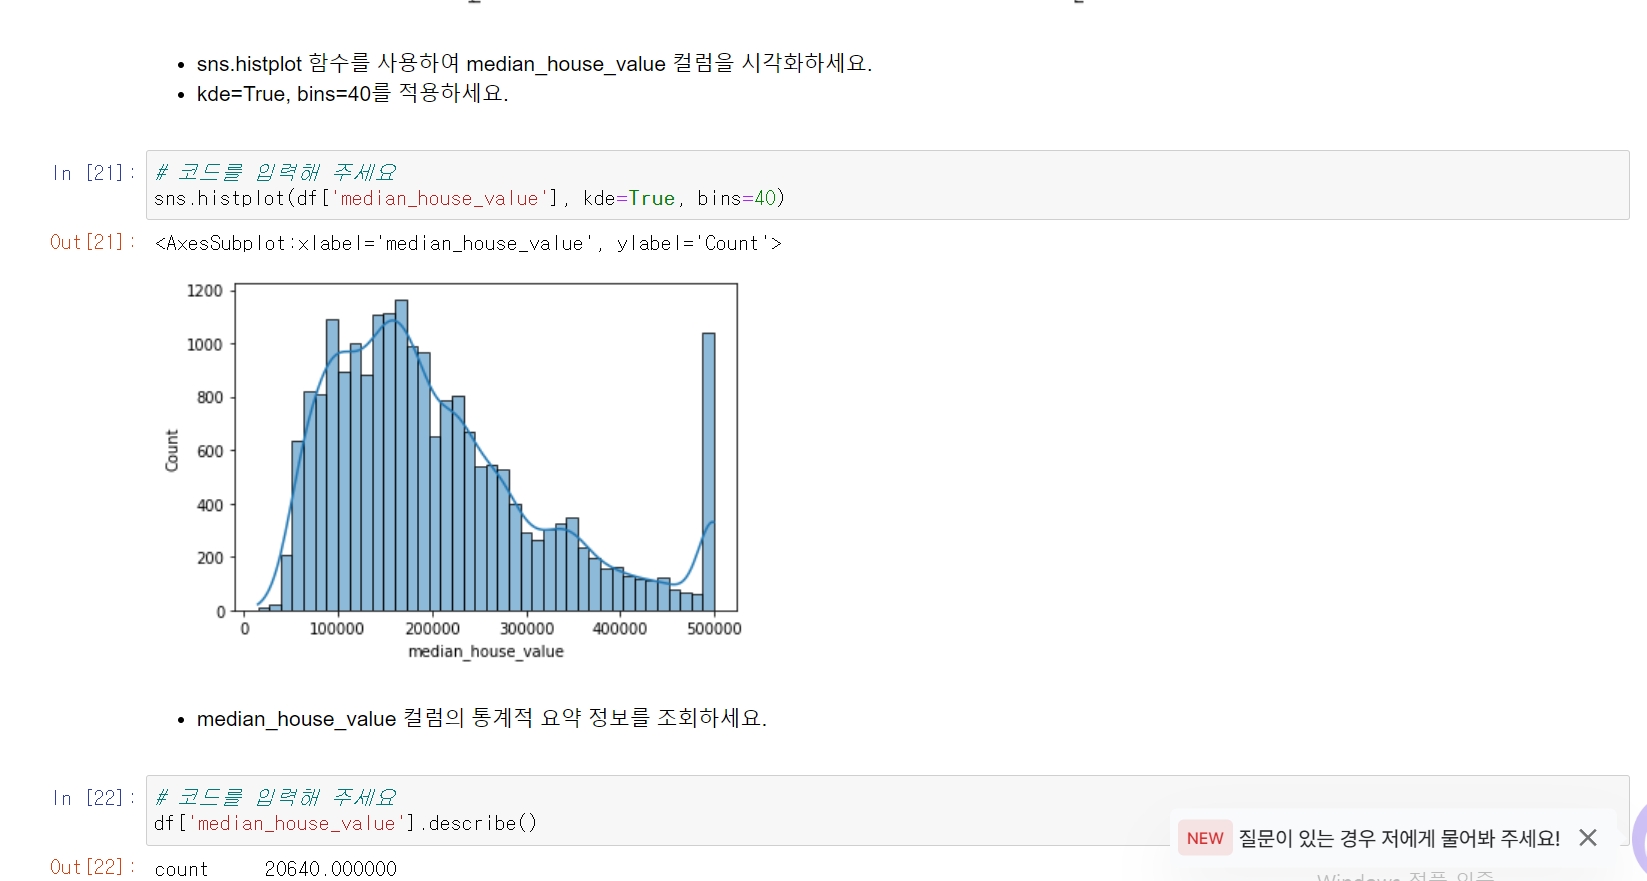 • sns.histplot 함수를 사용하여 median_house_value 컬럼을 시각화하세요.
• kde=True, bins=40를 적용하세요.
In [21]: # 코드를 입력해 주세요
sns.histplot(df['median_house_value'], kde=True, bins=40)
Out[21]: <AxesSubplot:xlabel='median_house_value', ylabel='Count'>
1200
1000
800
600
400
200
0
Count
0 100000 200000 300000 400000 500000
median_house_value
• median_house_value 컬럼의 통계적 요약 정보를 조회하세요.
In [22]: # 코드를 입력해 주세요
df['median_house_value'].describe()
NEW 질문이 있는 경우 저에게 물어봐 주세요!
Out[22]: count 20640.000000
Windows 정품 인증